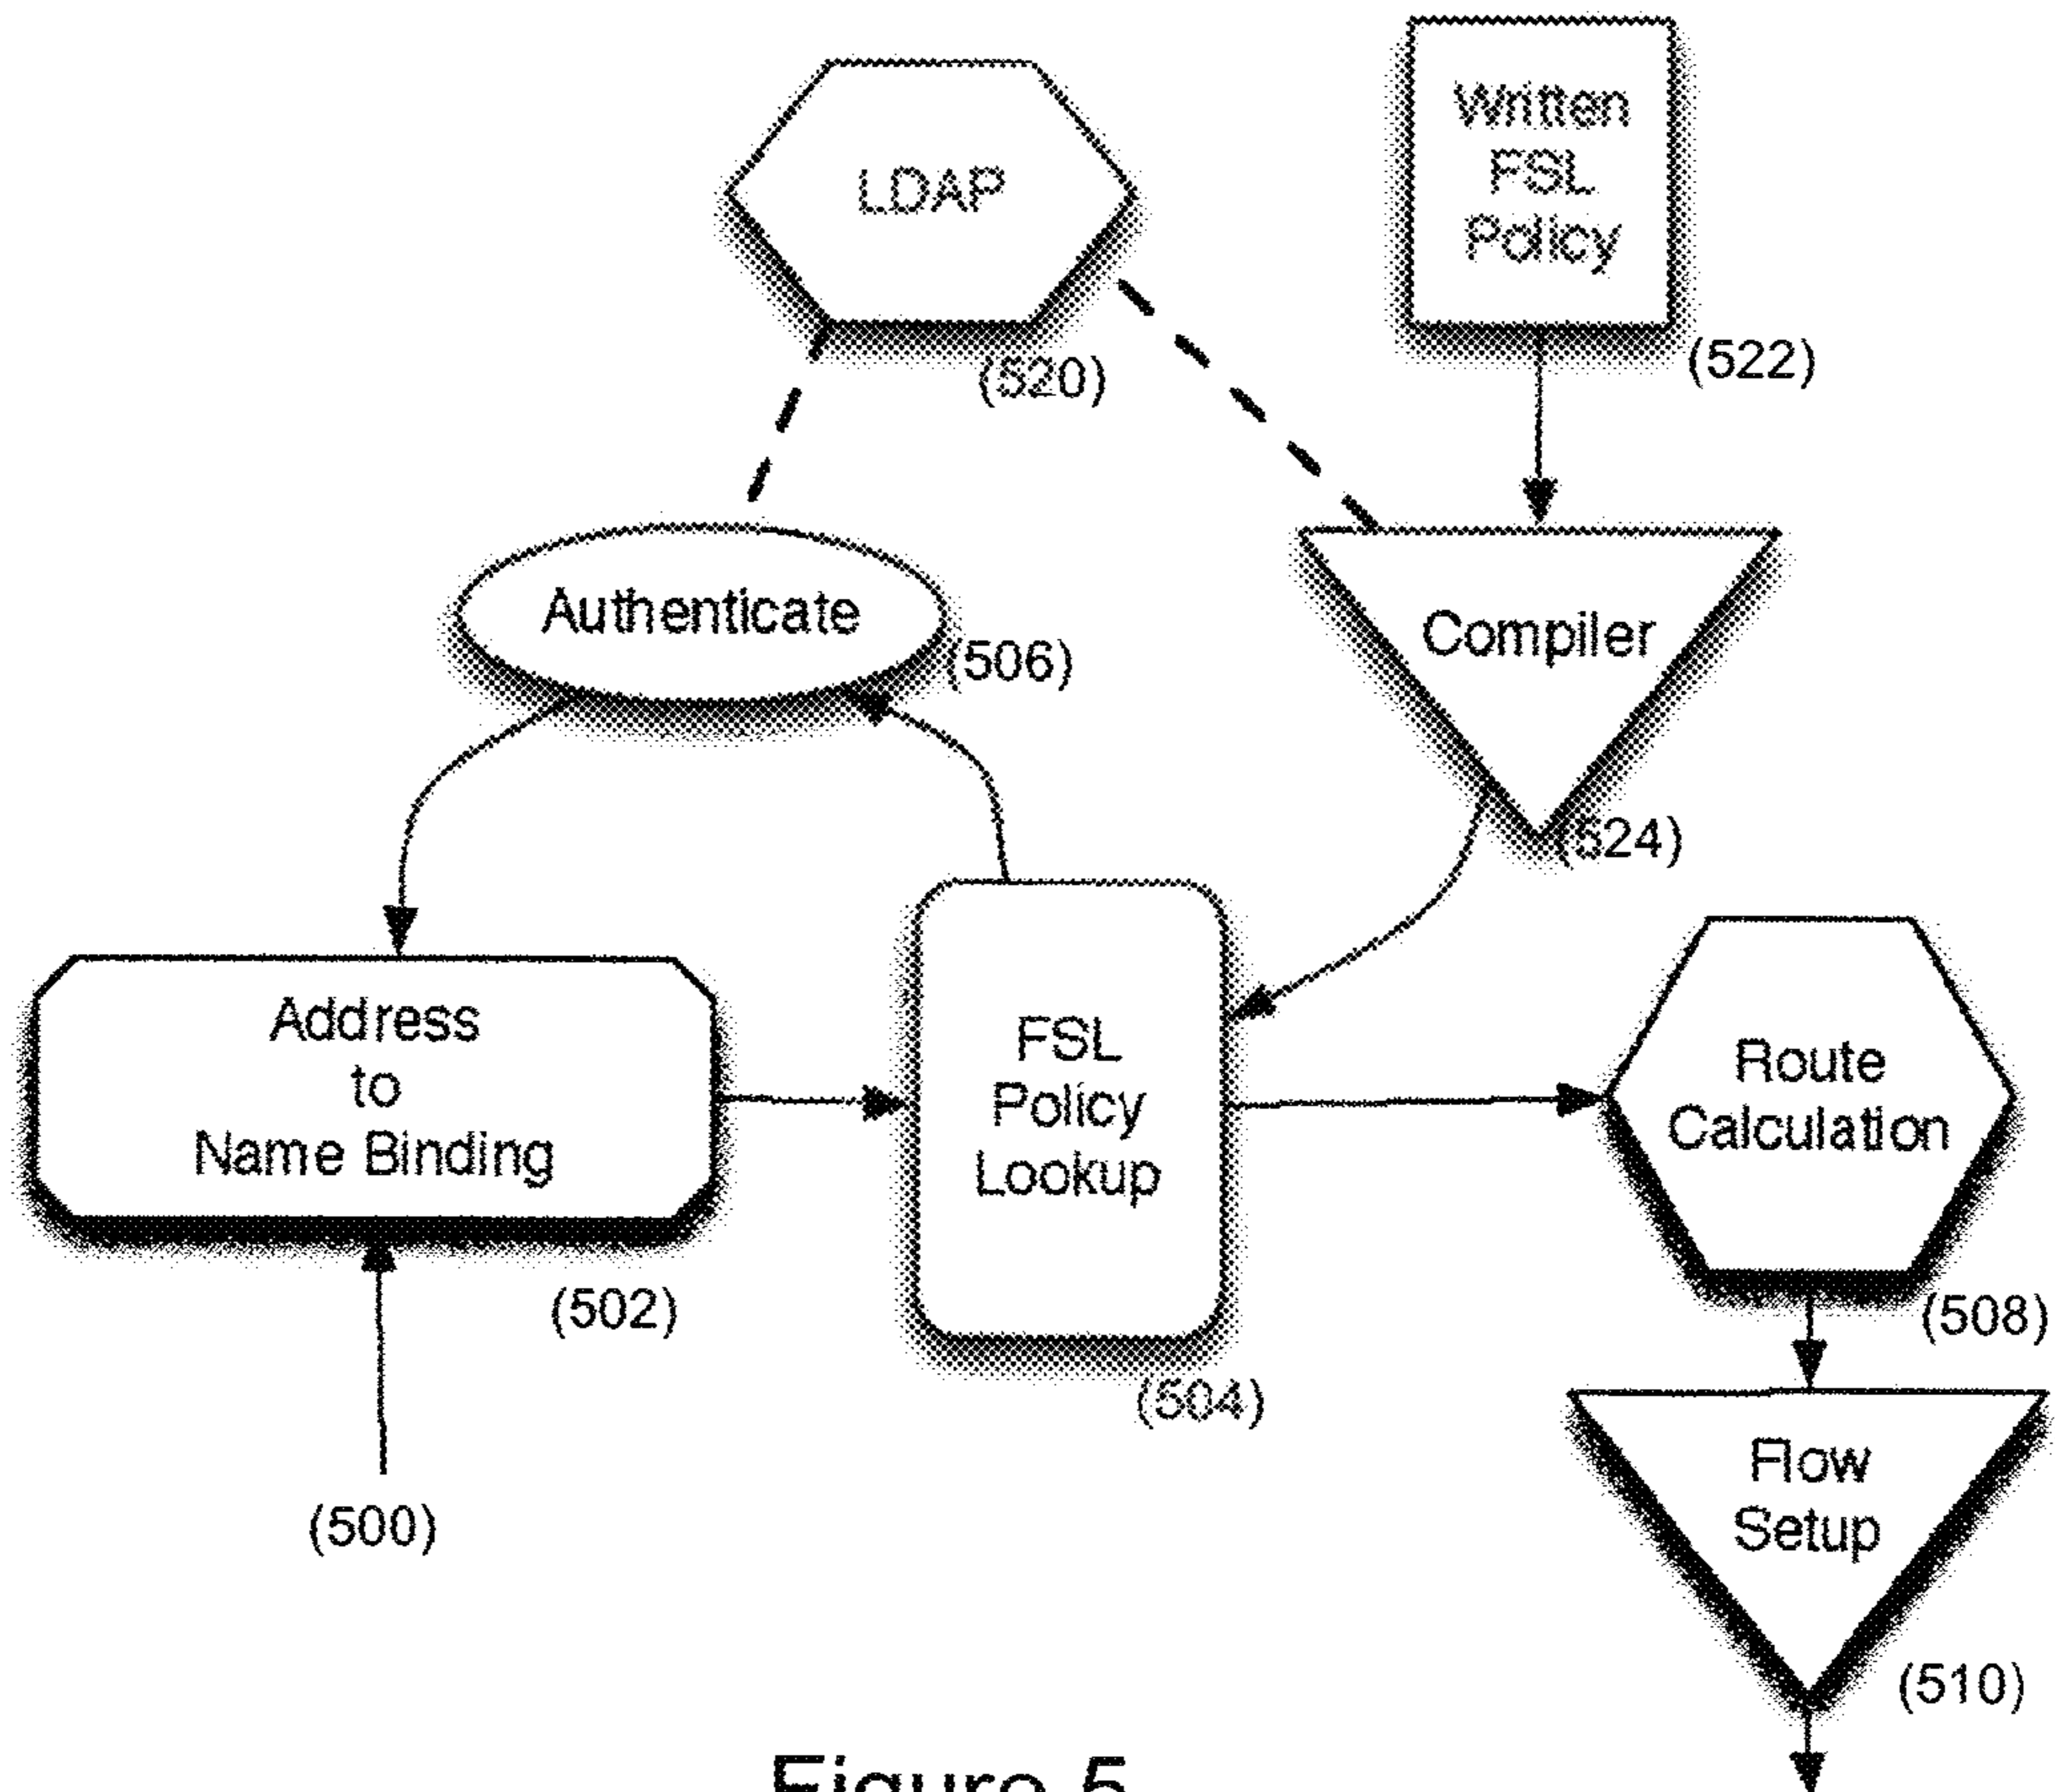 LDAP
(520)
Written
FSL
Policy
(522)
Authenticate
(506)
Compiler
(524)
Address
to
Name Binding
(502)
FSL
Policy
Lookup
(504)
Route
Calculation
(508)
(500)
Flow
Setup
(510)
Figure 5